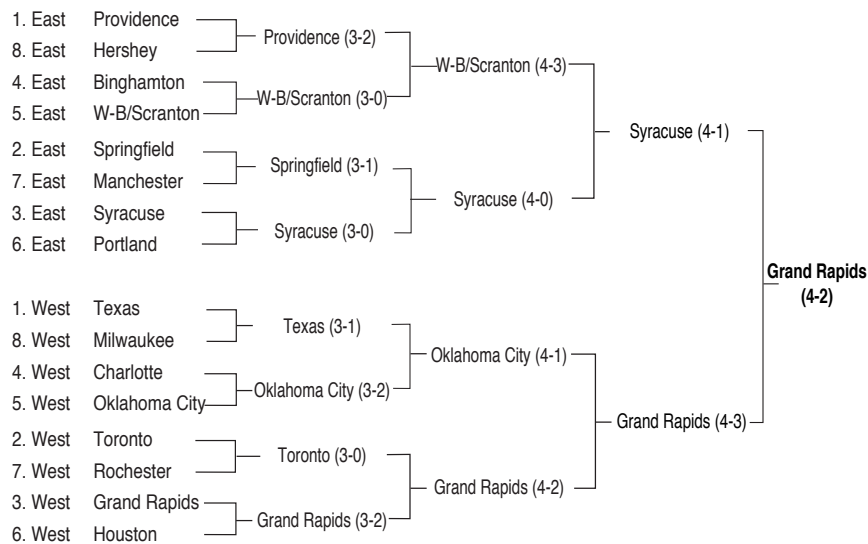 1. East Providence
8. East Hershey
Providence (3-2)
4. East Binghamton
5. East W-B/Scranton
W-B/Scranton (3-0)
W-B/Scranton (4-3)
2. East Springfield
7. East Manchester
Springfield (3-1)
3. East Syracuse
6. East Portland
Syracuse (3-0)
Syracuse (4-0)
Syracuse (4-1)
1. West Texas
8. West Milwaukee
Texas (3-1)
4. West Charlotte
5. West Oklahoma City
Oklahoma City (3-2)
Oklahoma City (4-1)
2. West Toronto
7. West Rochester
Toronto (3-0)
3. West Grand Rapids
6. West Houston
Grand Rapids (3-2)
Grand Rapids (4-2)
Grand Rapids (4-3)
Grand Rapids
(4-2)